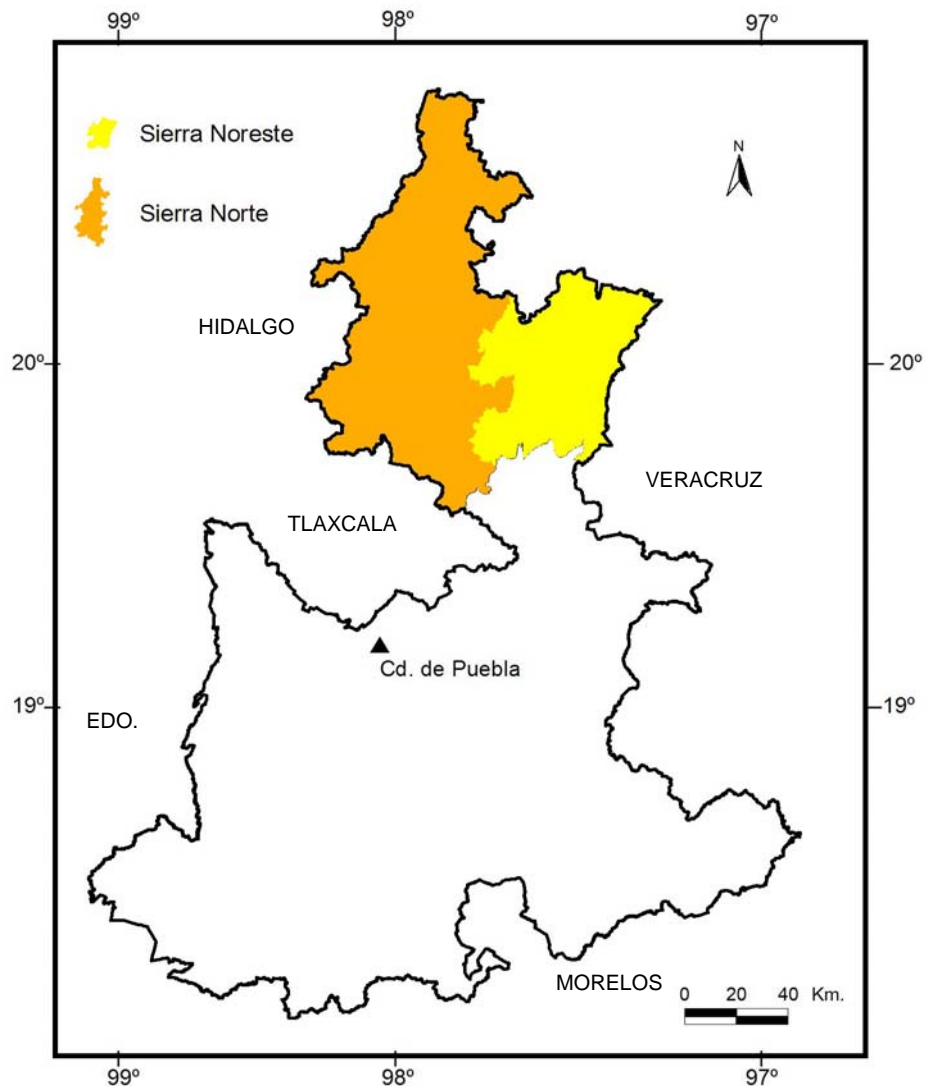 99º 98º 97º
N
Sierra Noreste
Sierra Norte
HIDALGO
20º 20º
VERACRUZ
TLAXCALA
Cd. de Puebla
19º 19º
EDO.
MORELOS
0 20 40 Km.
99º 98º 97º